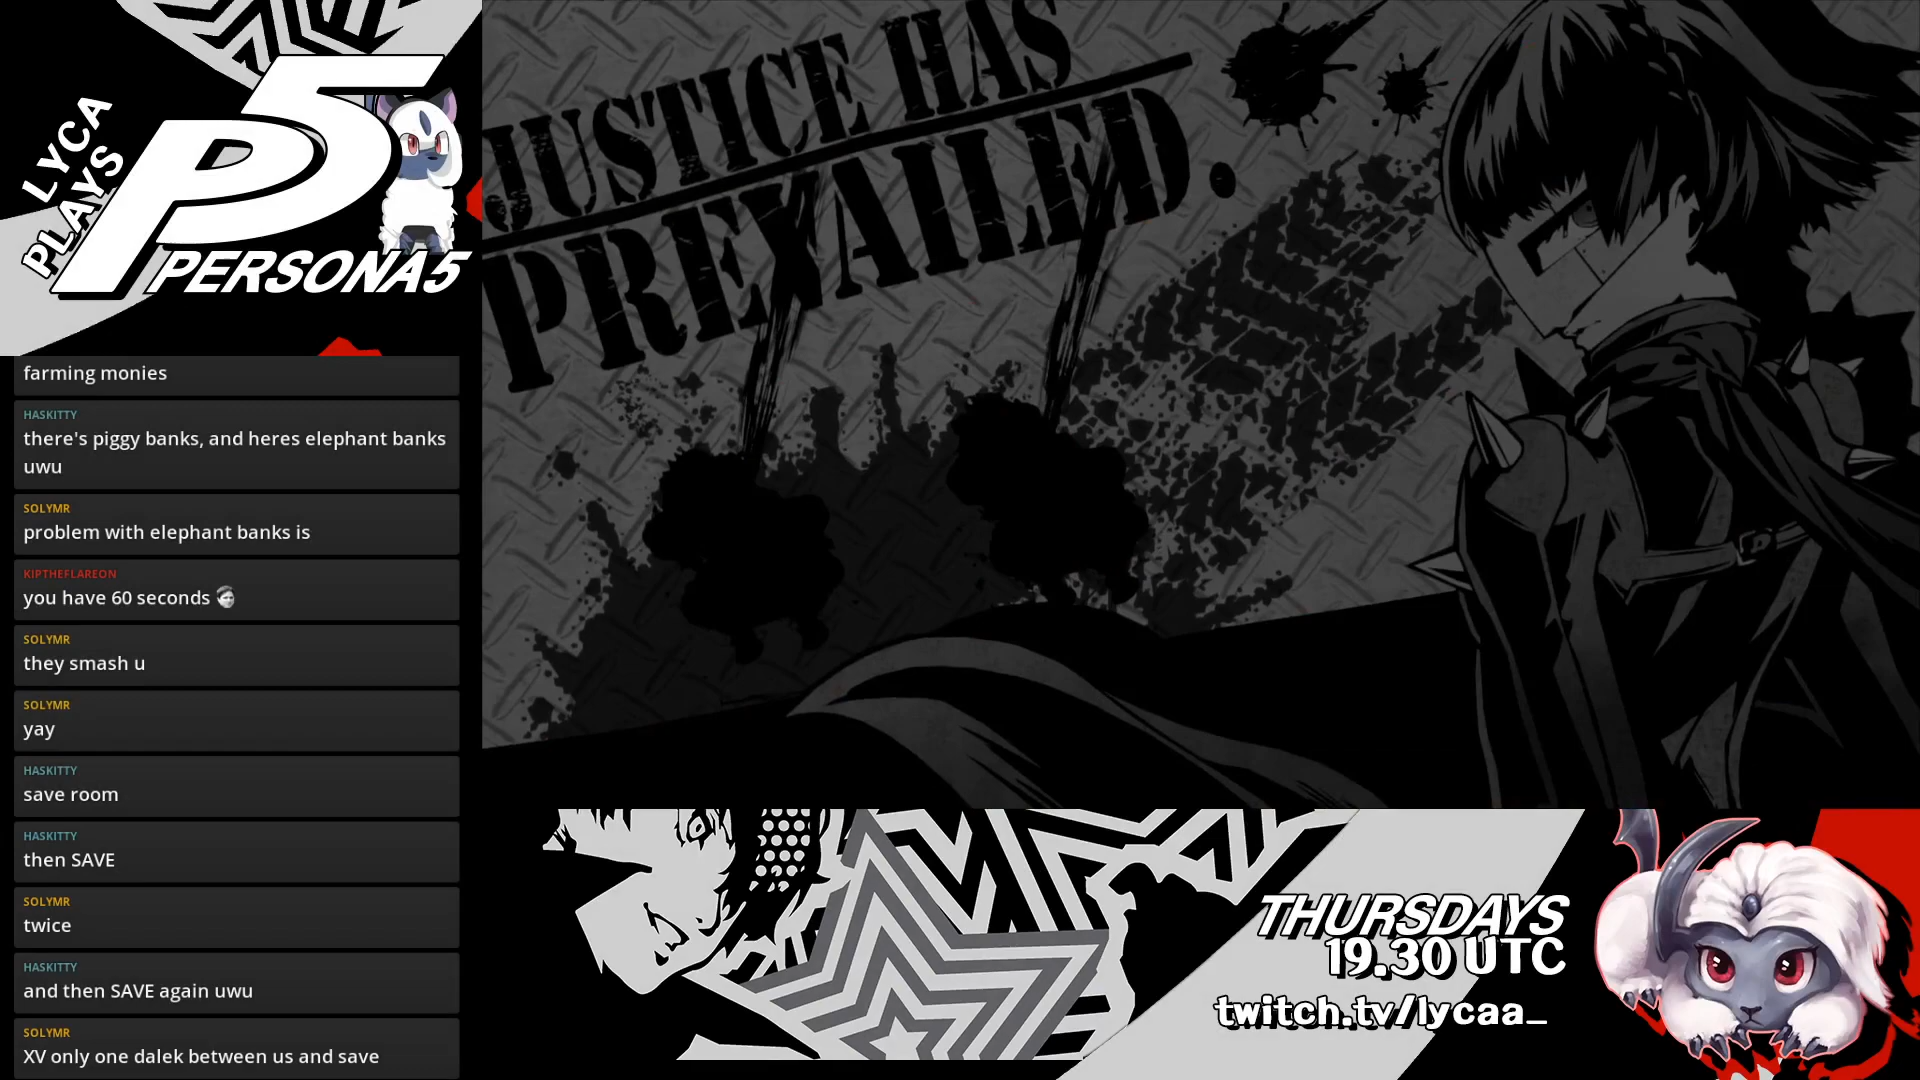 LYCA
PLAYS
P5
PERSONA5
farming monies
HASKITTY
there's piggy banks, and heres elephant banks
uwu
SOLYMR
problem with elephant banks is
KIPTHEFLAREON
you have 60 seconds
SOLYMR
they smash u
SOLYMR
yay
HASKITTY
save room
HASKITTY
then SAVE
SOLYMR
twice
HASKITTY
and then SAVE again uwu
SOLYMR
XV only one dalek between us and save
JUSTICE HAS
PREVAILED.
THURSDAYS
19.30 UTC
twitch.tv/lycaa_